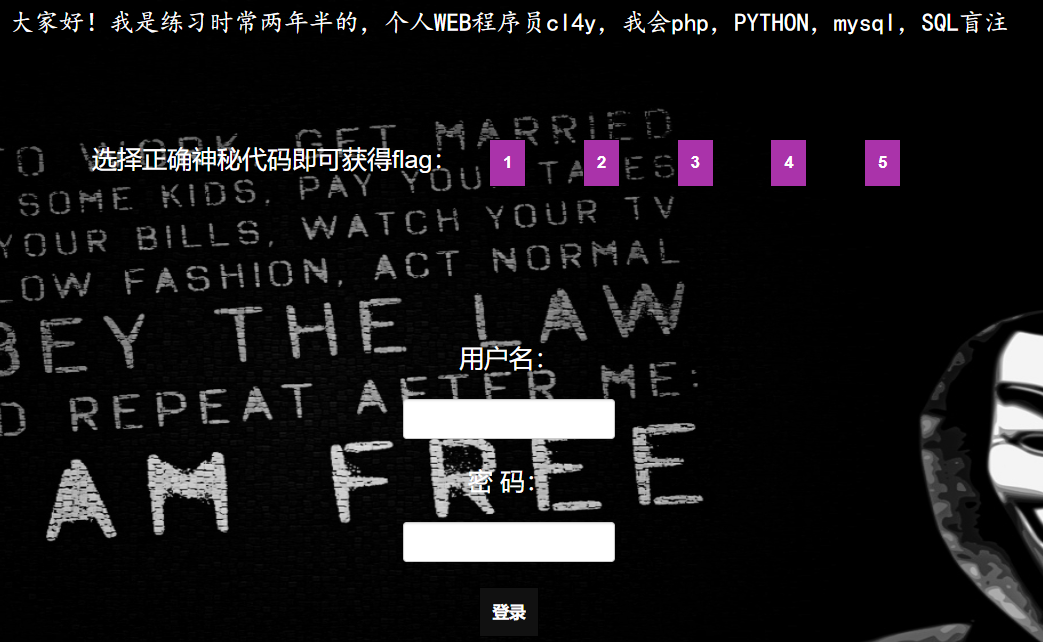 大家好！我是练习时常两年半的，个人WEB程序员cl4y，我会php，PYTHON，mysql，SQL盲注
TO WORK, GET MARRIED
选择正确神秘代码即可获得flag： 1 2 3 4 5
SOME KIDS, PAY YOUR TAXES
YOUR BILLS, WATCH YOUR TV
LOW FASHION, ACT NORMAL
BEY THE LAW
用户名：
D REPEAT AFTER ME:
AM FREE
密 码：
登录